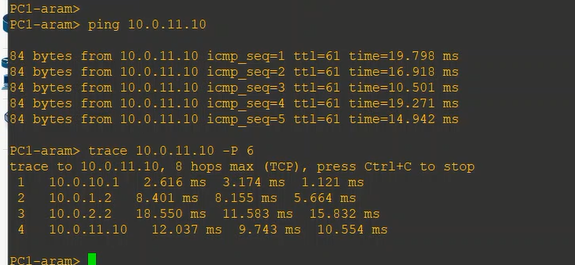 PC1-aram>
PC1-aram> ping 10.0.11.10
84 bytes from 10.0.11.10 icmp_seq=1 ttl=61 time=19.798 ms
84 bytes from 10.0.11.10 icmp_seq=2 ttl=61 time=16.918 ms
84 bytes from 10.0.11.10 icmp_seq=3 ttl=61 time=10.501 ms
84 bytes from 10.0.11.10 icmp_seq=4 ttl=61 time=19.271 ms
84 bytes from 10.0.11.10 icmp_seq=5 ttl=61 time=14.942 ms
PC1-aram> trace 10.0.11.10 -P 6
trace to 10.0.11.10, 8 hops max (TCP), press Ctrl+C to stop
1 10.0.10.1 2.616 ms 3.174 ms 1.121 ms
2 10.0.1.2 8.401 ms 8.155 ms 5.664 ms
3 10.0.2.2 18.550 ms 11.583 ms 15.832 ms
4 10.0.11.10 12.037 ms 9.743 ms 10.554 ms
PC1-aram>